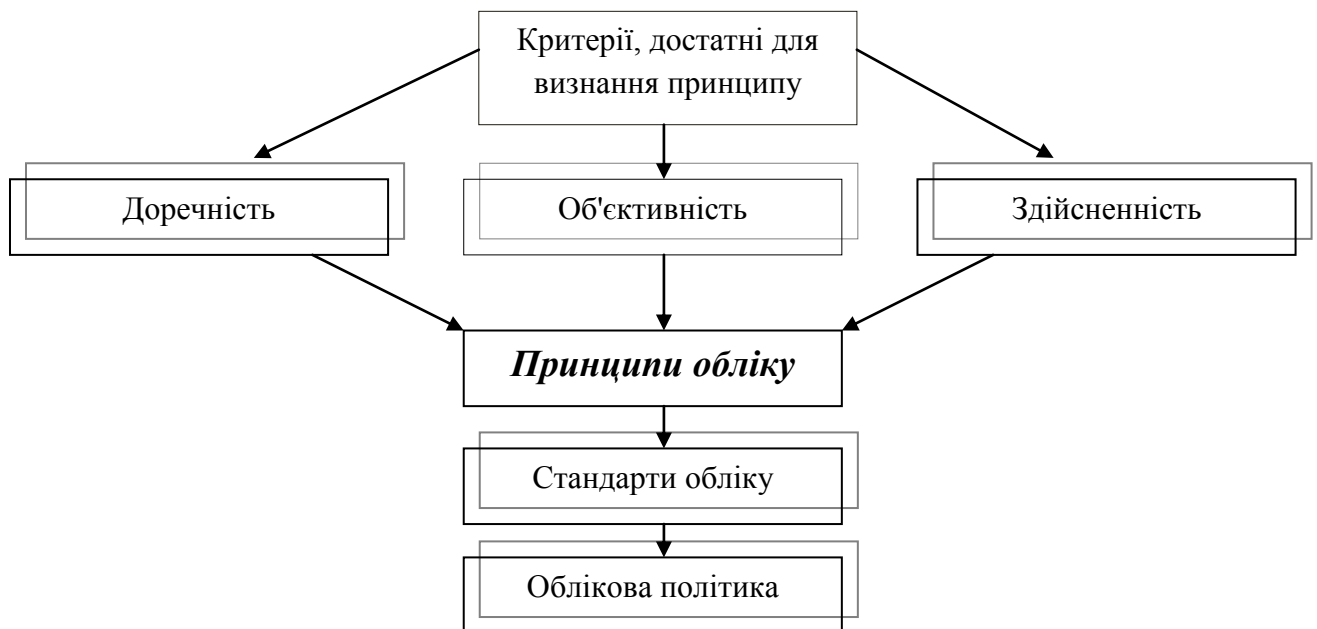 Критерії, достатні для
визнання принципу
Доречність
Об'єктивність
Здійсненність
Принципи обліку
Стандарти обліку
Облікова політика